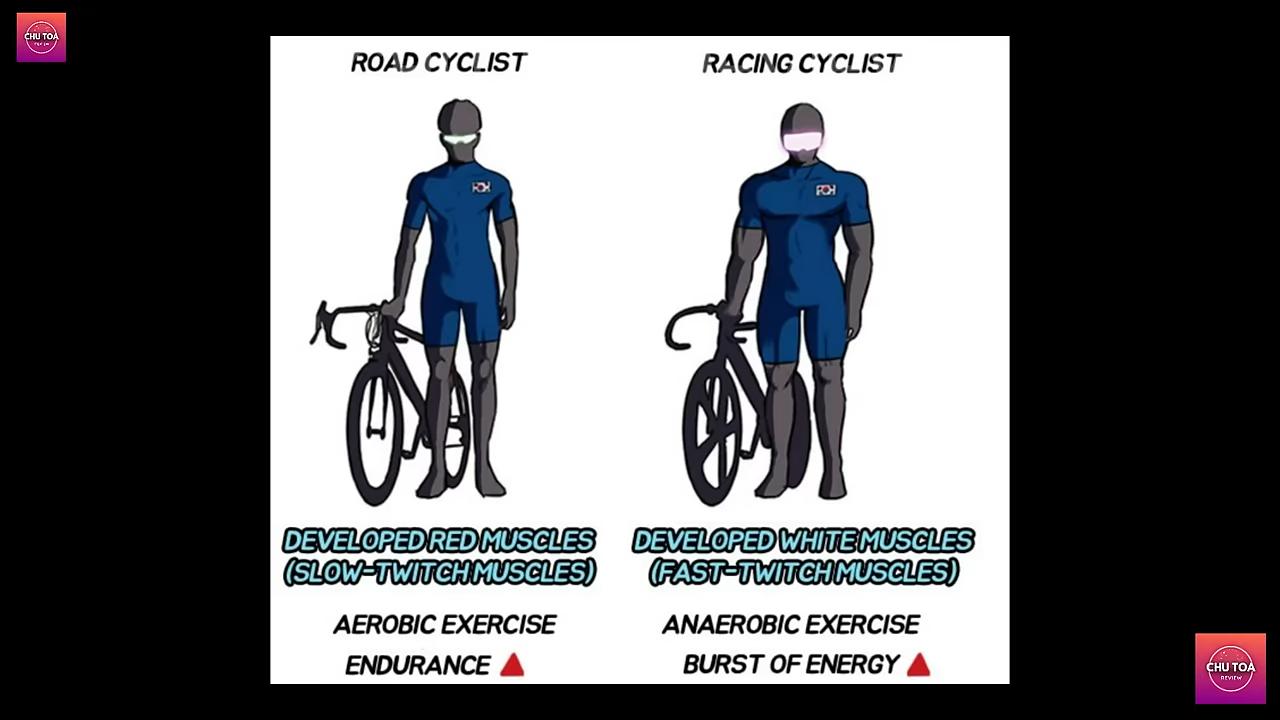 CHU TOA
REVIEW
ROAD CYCLIST
RACING CYCLIST
DEVELOPED RED MUSCLES
(SLOW-TWITCH MUSCLES)
AEROBIC EXERCISE
ENDURANCE
DEVELOPED WHITE MUSCLES
(FAST-TWITCH MUSCLES)
ANAEROBIC EXERCISE
BURST OF ENERGY
CHU TOA
REVIEW